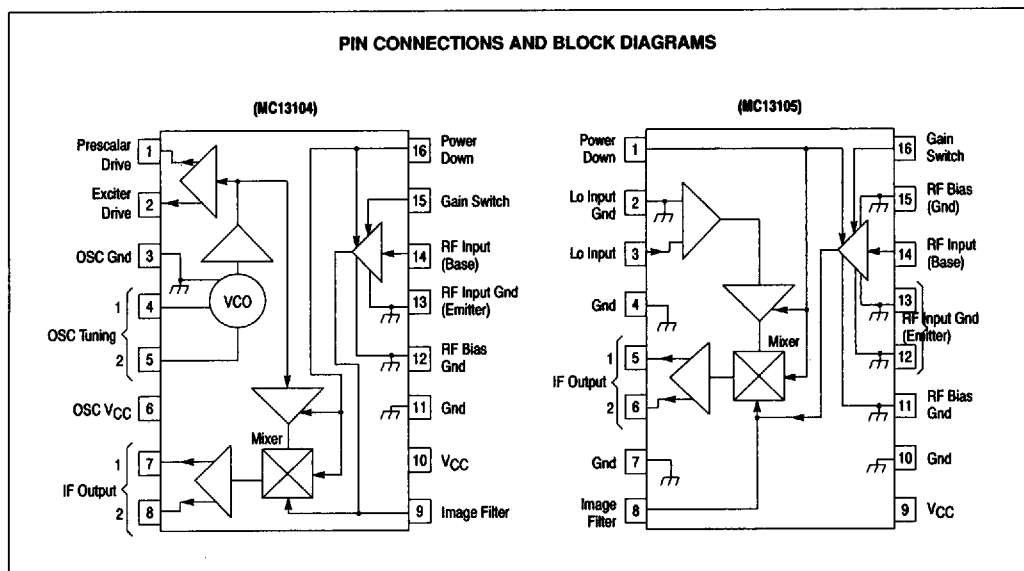 PIN CONNECTIONS AND BLOCK DIAGRAMS
(MC13104)
Prescalar
Drive
1
Exciter
Drive
2
OSC Gnd
3
1
4
OSC Tuning
2
5
OSC VCC
6
1
7
IF Output
2
8
VCO
Mixer
16
Power
Down
15
Gain Switch
14
RF Input
(Base)
13
RF Input Gnd
(Emitter)
12
RF Bias
Gnd
11
Gnd
10
VCC
9
Image Filter
(MC13105)
Power
Down
1
Lo Input
Gnd
2
Lo Input
3
Gnd
4
1
5
IF Output
2
6
Gnd
7
Image
Filter
8
Mixer
16
Gain
Switch
15
RF Bias
(Gnd)
14
RF Input
(Base)
13
RF Input Gnd
(Emitter)
12
11
RF Bias
Gnd
10
Gnd
9
VCC